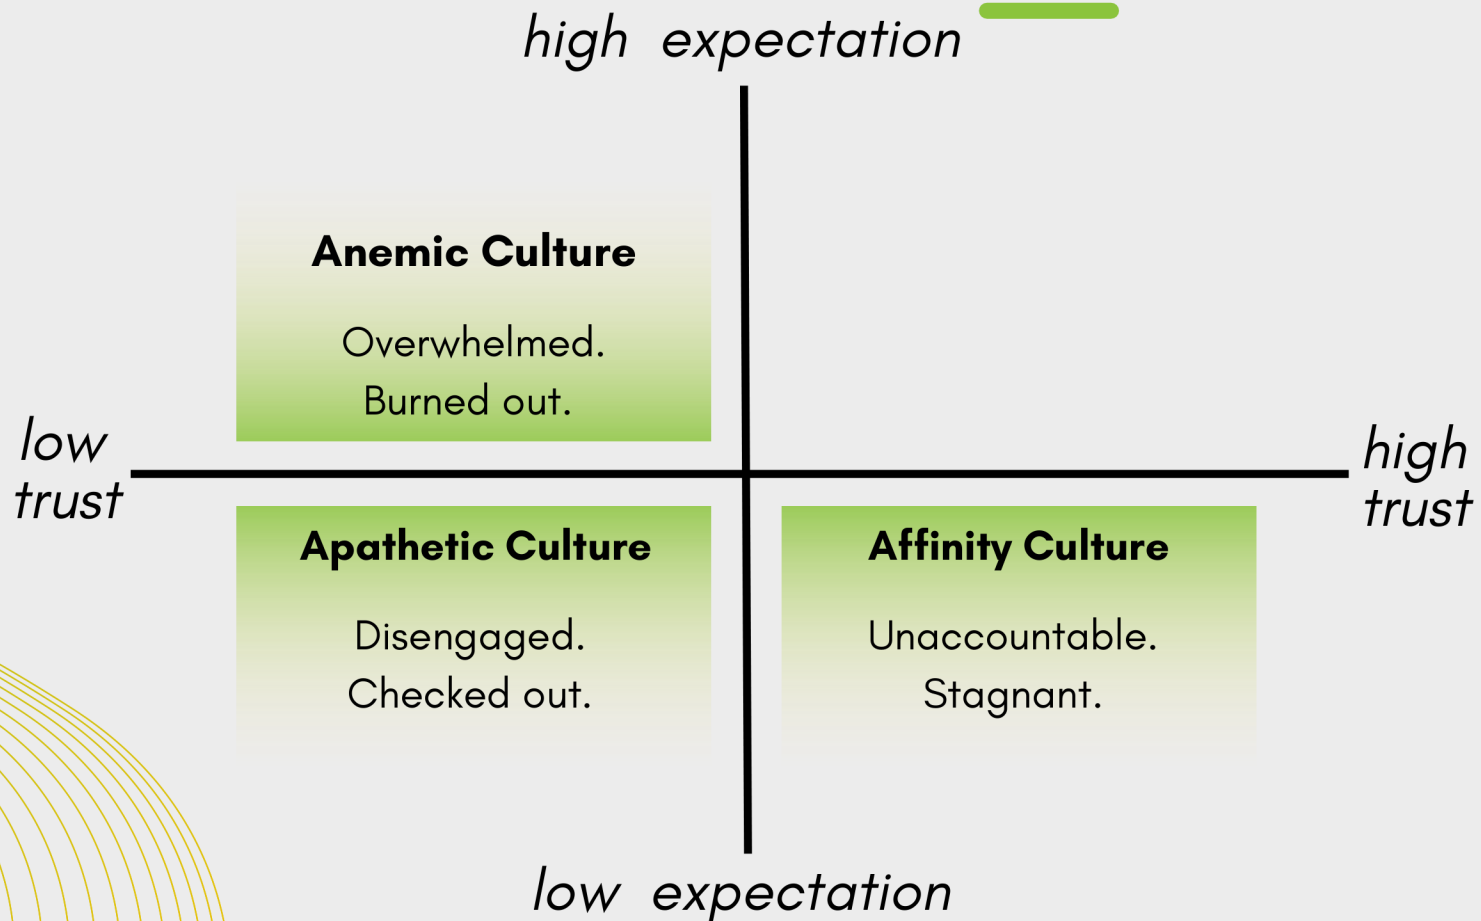 high expectation
Anemic Culture
Overwhelmed.
Burned out.
low
trust
high
trust
Apathetic Culture
Disengaged.
Checked out.
Affinity Culture
Unaccountable.
Stagnant.
low expectation